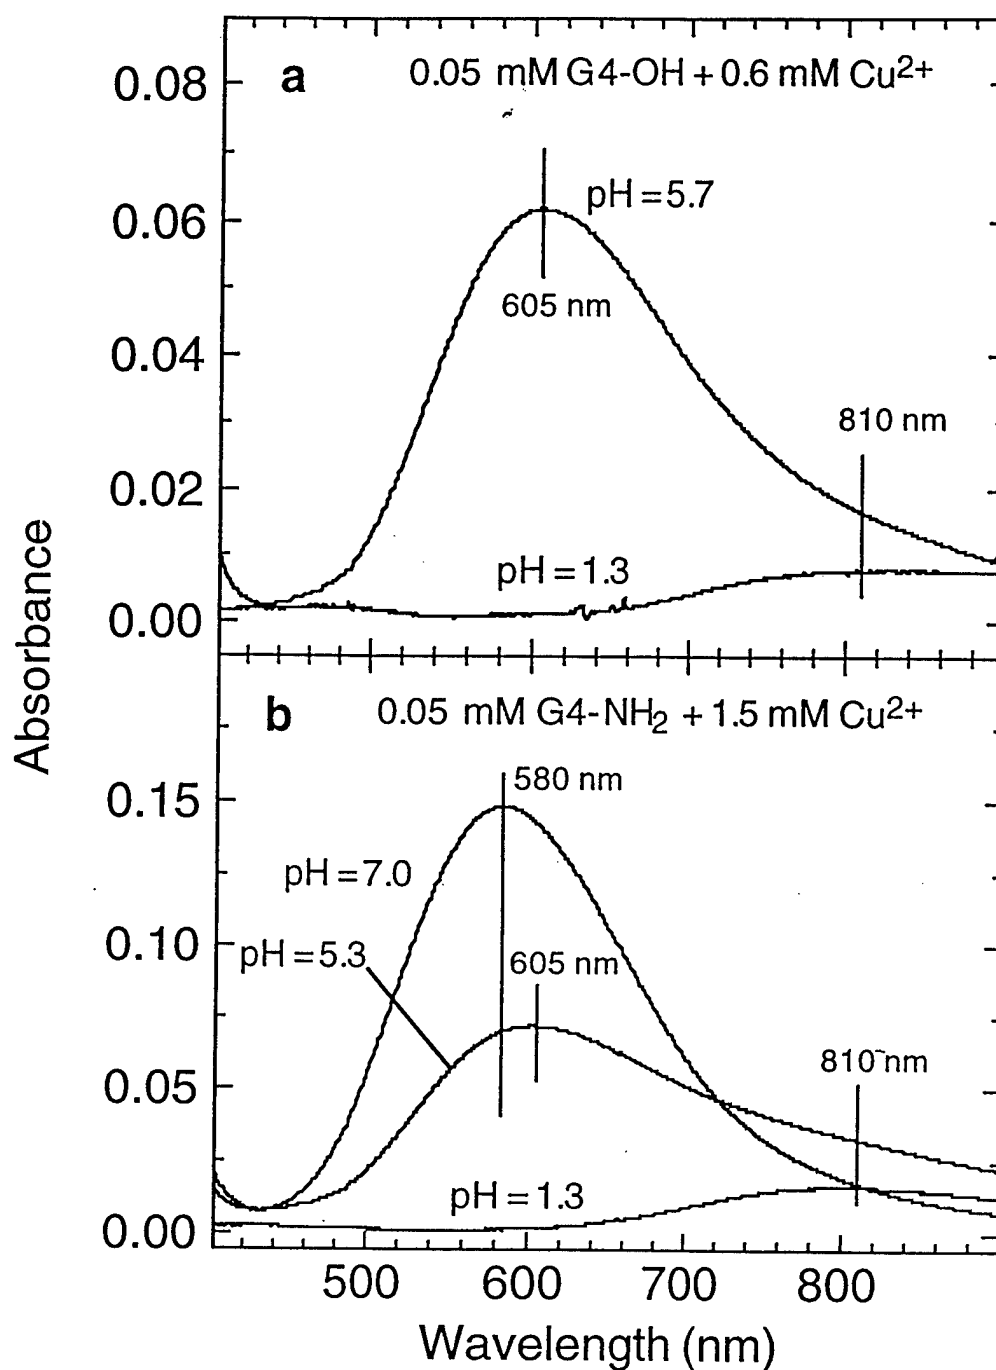 a 0.05 mM G4-OH + 0.6 mM Cu2+
0.08
pH = 5.7
0.06
605 nm
0.04
810 nm
0.02
pH = 1.3
0.00
Absorbance
b 0.05 mM G4-NH2 + 1.5 mM Cu2+
580 nm
0.15
pH = 7.0
0.10
pH = 5.3
605 nm
810 nm
0.05
pH = 1.3
0.00
500 600 700 800
Wavelength (nm)